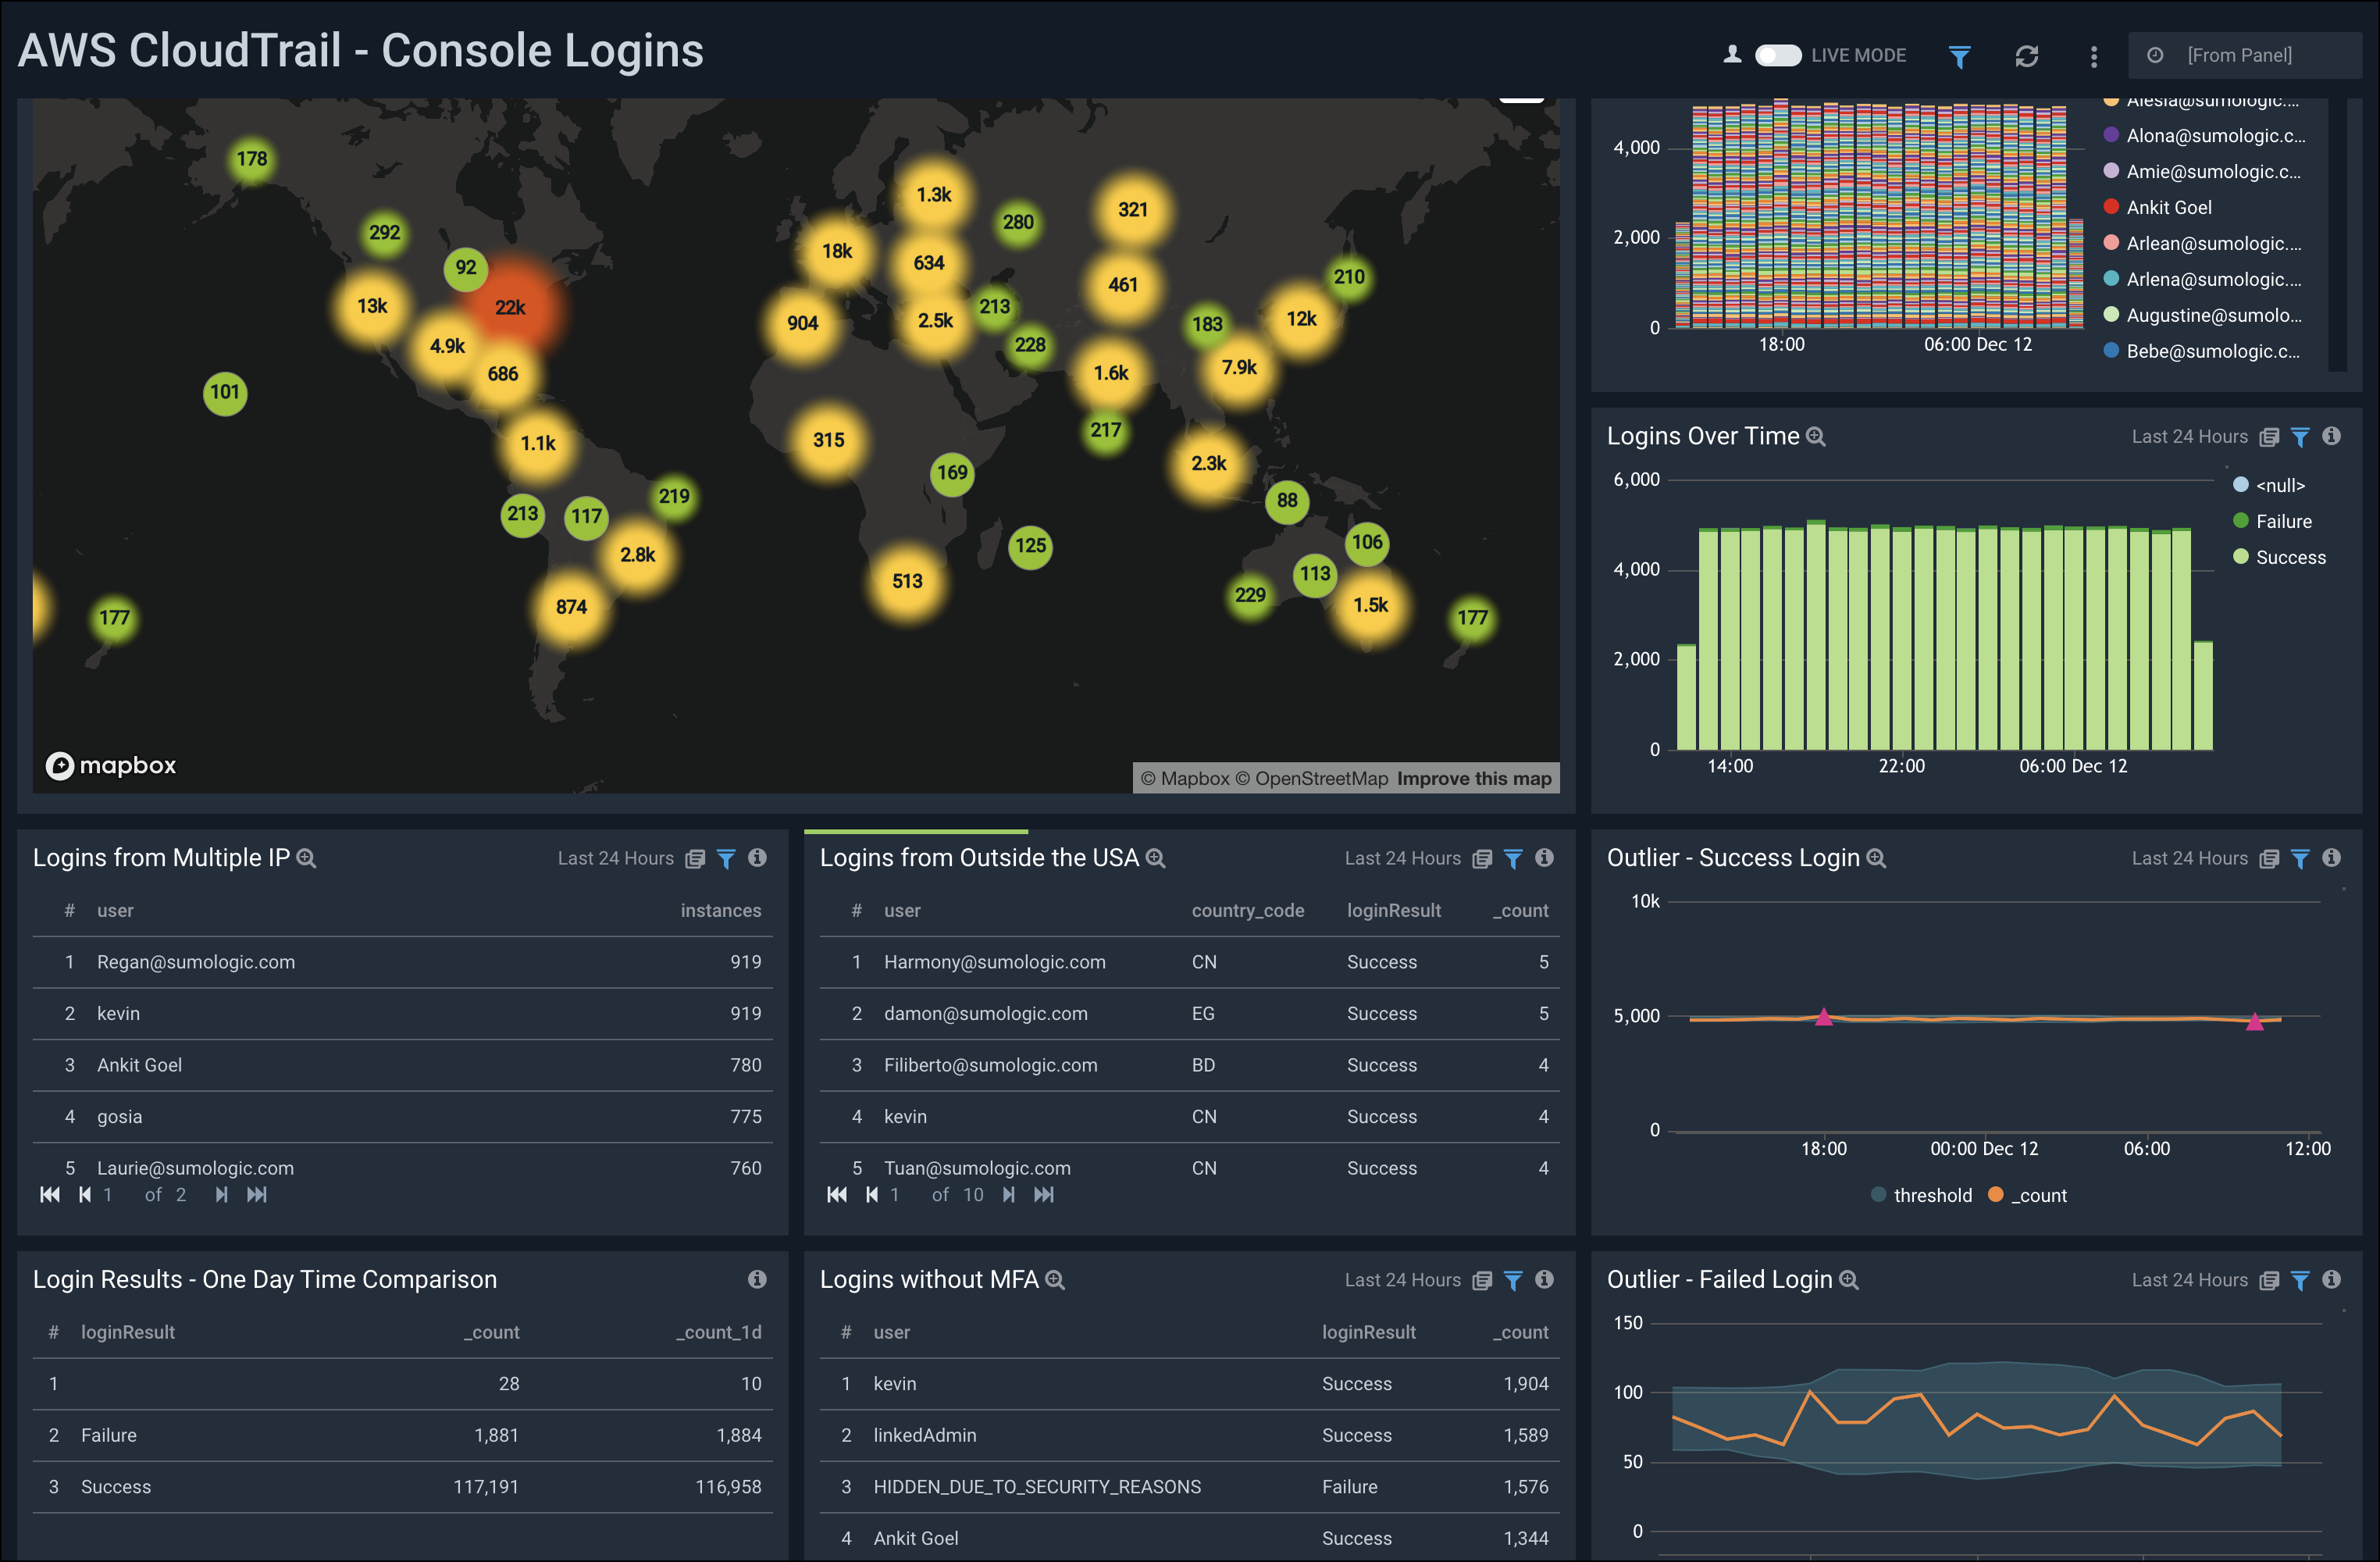 AWS CloudTrail - Console Logins
LIVE MODE
[From Panel]
178
292
92
22k
13k
4.9k
686
101
1.1k
213
117
219
2.8k
874
177
1.3k
280
321
18k
634
461
210
904
2.5k
213
228
183
12k
1.6k
7.9k
217
315
169
2.3k
88
125
106
513
113
229
1.5k
177
mapbox
© Mapbox © OpenStreetMap Improve this map
4,000
2,000
0
18:00
06:00 Dec 12
Alesia@sumologic....
Alona@sumologic.c...
Amie@sumologic.c...
Ankit Goel
Arlean@sumologic....
Arlena@sumologic....
Augustine@sumolo...
Bebe@sumologic.c...
Logins Over Time
Last 24 Hours
6,000
4,000
2,000
0
14:00
22:00
06:00 Dec 12
<null>
Failure
Success
Logins from Multiple IP
Last 24 Hours
# user instances
1 Regan@sumologic.com 919
2 kevin 919
3 Ankit Goel 780
4 gosia 775
5 Laurie@sumologic.com 760
1 of 2
Logins from Outside the USA
Last 24 Hours
# user country_code loginResult _count
1 Harmony@sumologic.com CN Success 5
2 damon@sumologic.com EG Success 5
3 Filiberto@sumologic.com BD Success 4
4 kevin CN Success 4
5 Tuan@sumologic.com CN Success 4
1 of 10
Outlier - Success Login
Last 24 Hours
10k
5,000
0
18:00
00:00 Dec 12
06:00
12:00
threshold
_count
Login Results - One Day Time Comparison
# loginResult _count _count_1d
1 28 10
2 Failure 1,881 1,884
3 Success 117,191 116,958
Logins without MFA
Last 24 Hours
# user loginResult _count
1 kevin Success 1,904
2 linkedAdmin Success 1,589
3 HIDDEN_DUE_TO_SECURITY_REASONS Failure 1,576
4 Ankit Goel Success 1,344
Outlier - Failed Login
Last 24 Hours
150
100
50
0